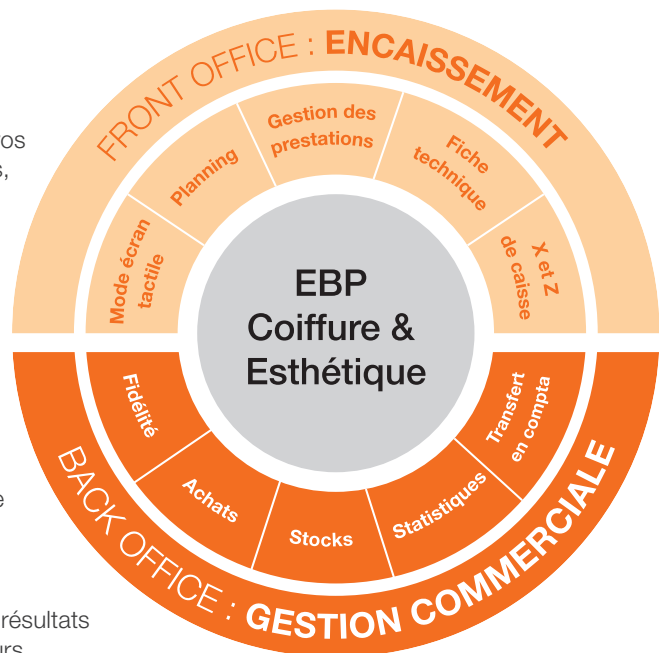 FRONT OFFICE : ENCAISSEMENT
Mode écran
tactile
Planning
Gestion des
prestations
Fiche
technique
X et Z
de caisse
EBP
Coiffure &
Esthétique
Fidélité
Achats
Stocks
Statistiques
Transfert
en compta
BACK OFFICE : GESTION COMMERCIALE
résultats